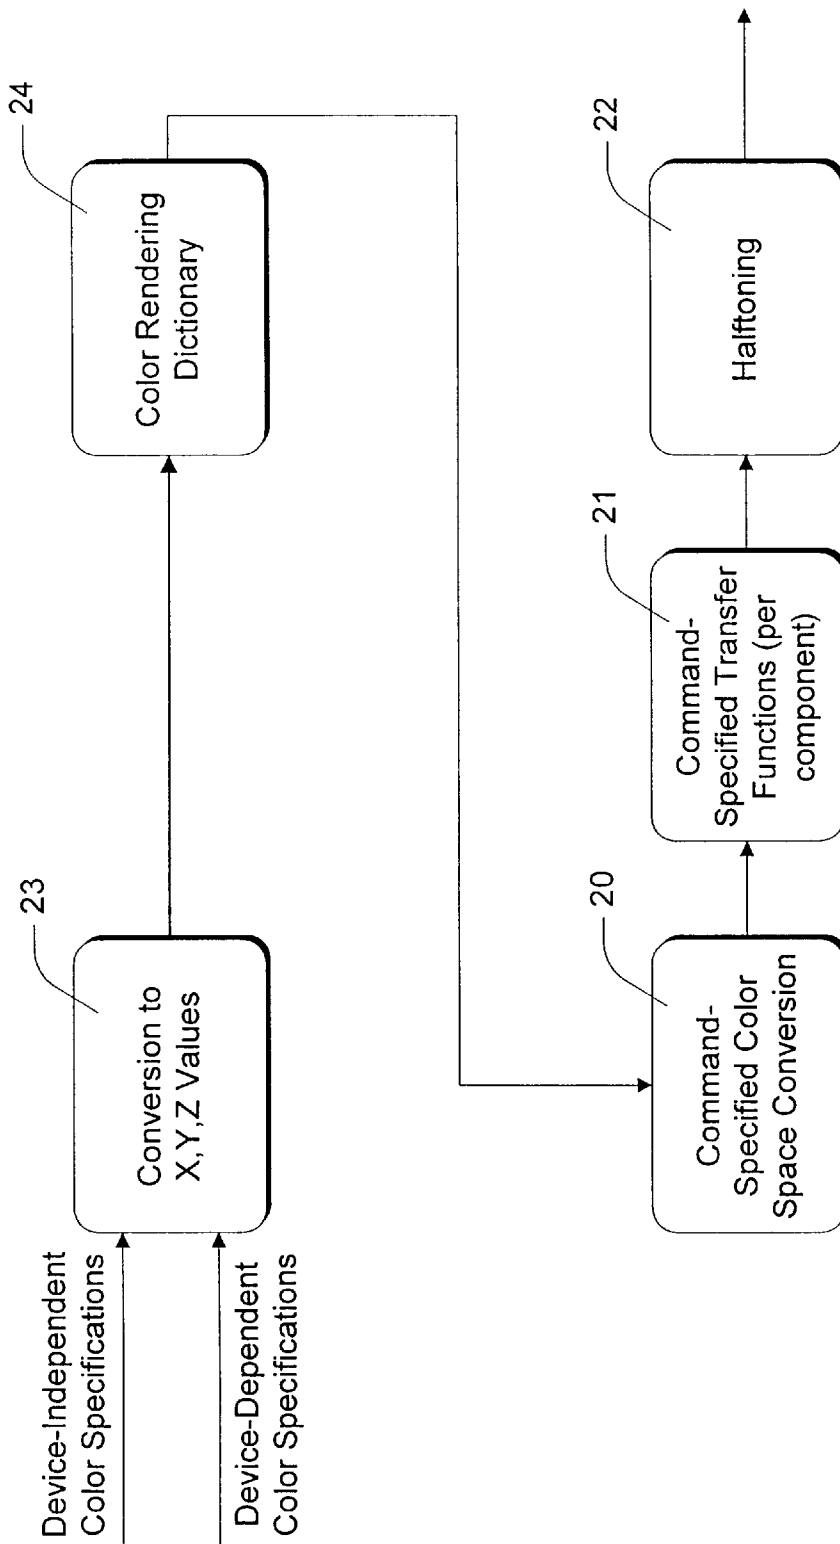 Device-Independent
Color Specifications
Device-Dependent
Color Specifications
23
Conversion to
X,Y,Z Values
24
Color Rendering
Dictionary
20
Command-
Specified Color
Space Conversion
21
Command-
Specified Transfer
Functions (per
component)
22
Halftoning